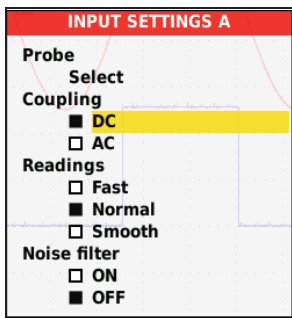 INPUT SETTINGS A
Probe
Select
Coupling
DC
AC
Readings
Fast
Normal
Smooth
Noise filter
ON
OFF